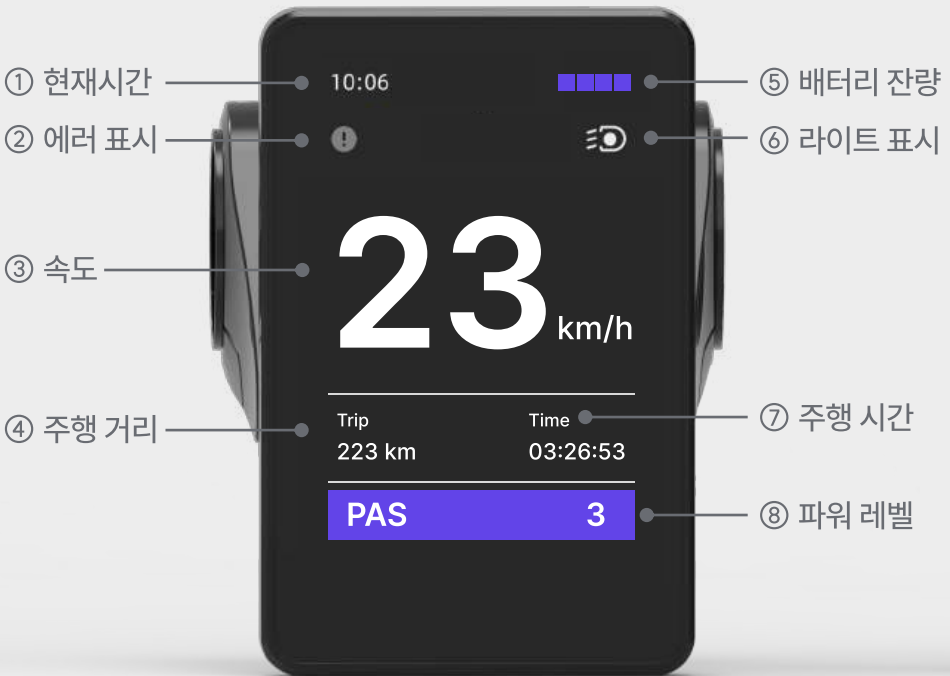 ① 현재시간
10:06
⑤ 배터리 잔량
② 에러 표시
⑥ 라이트 표시
③ 속도
23 km/h
④ 주행 거리
Trip
223 km
Time
03:26:53
⑦ 주행 시간
PAS 3
⑧ 파워 레벨